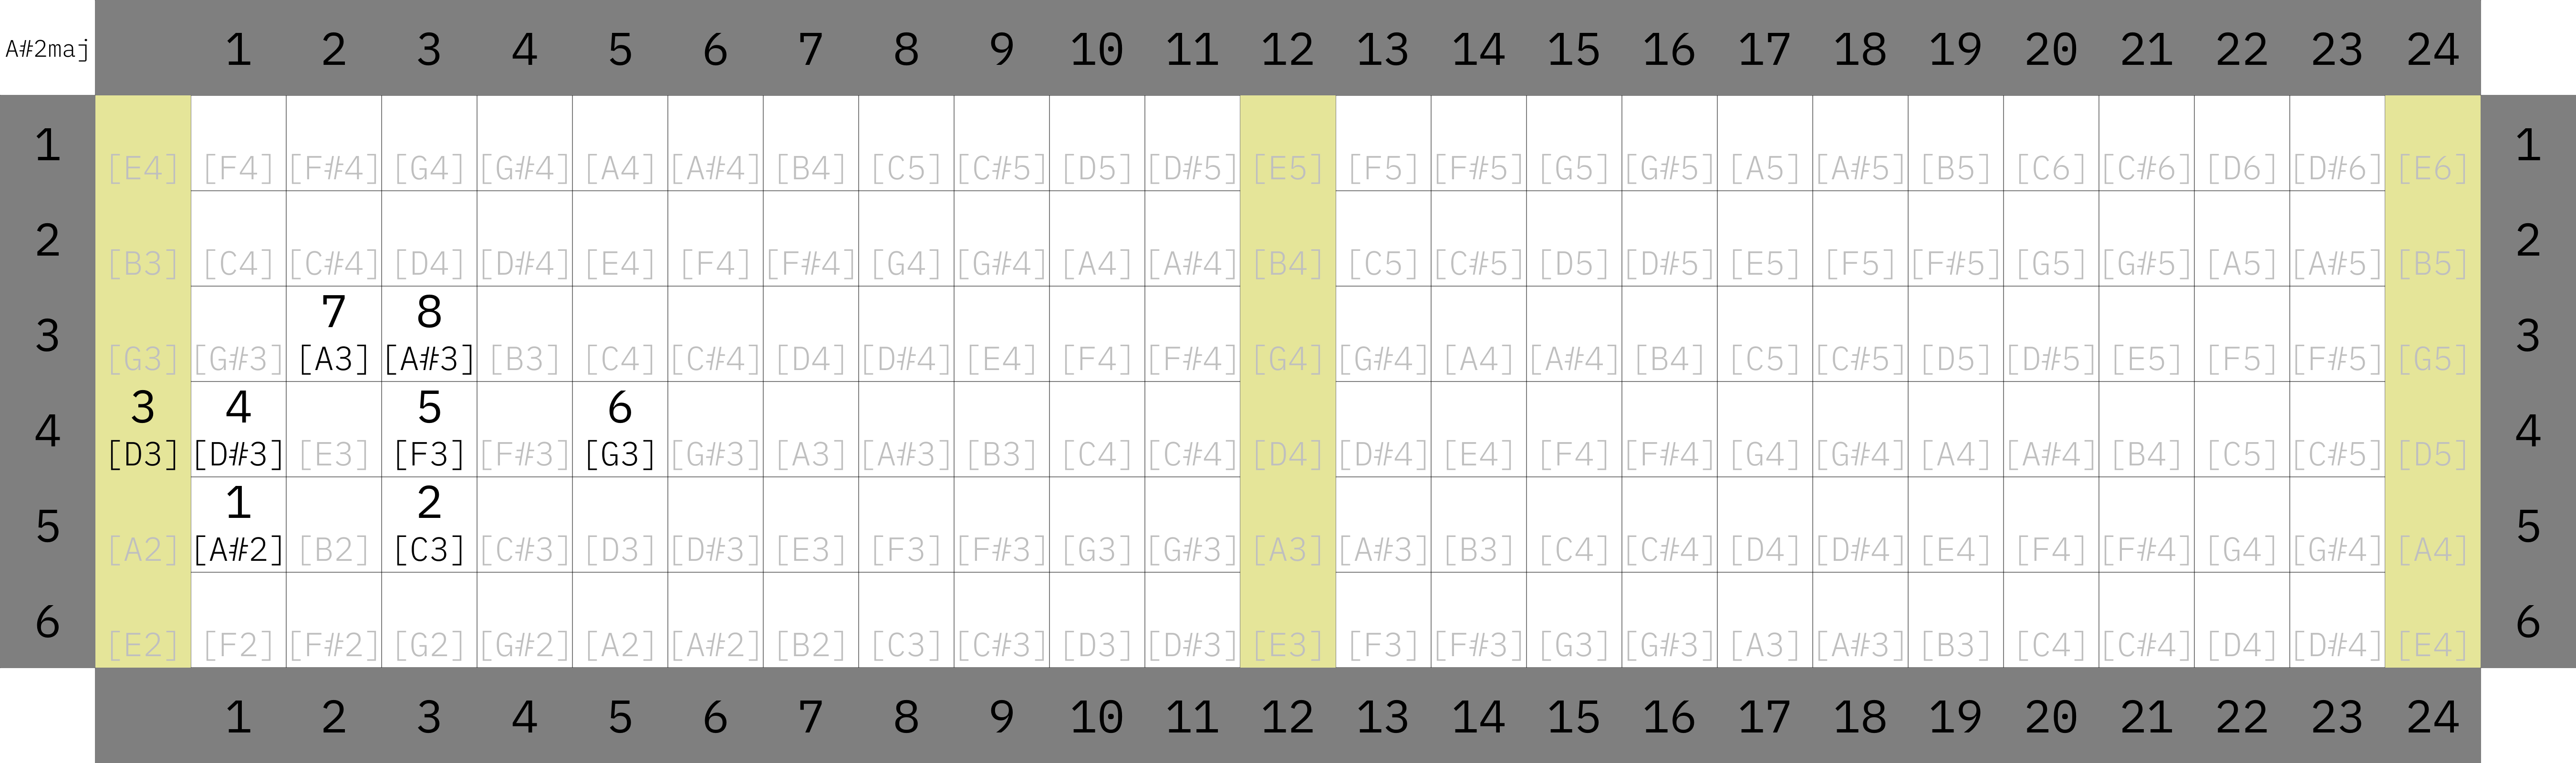 A#2maj 1 2 3 4 5 6 7 8 9 10 11 12 13 14 15 16 17 18 19 20 21 22 23 24
1 [E4] [F4] [F#4] [G4] [G#4] [A4] [A#4] [B4] [C5] [C#5] [D5] [D#5] [E5] [F5] [F#5] [G5] [G#5] [A5] [A#5] [B5] [C6] [C#6] [D6] [D#6] [E6] 1
2 [B3] [C4] [C#4] [D4] [D#4] [E4] [F4] [F#4] [G4] [G#4] [A4] [A#4] [B4] [C5] [C#5] [D5] [D#5] [E5] [F5] [F#5] [G5] [G#5] [A5] [A#5] [B5] 2
7 8
3 [G3] [G#3] [A3] [A#3] [B3] [C4] [C#4] [D4] [D#4] [E4] [F4] [F#4] [G4] [G#4] [A4] [A#4] [B4] [C5] [C#5] [D5] [D#5] [E5] [F5] [F#5] [G5] 3
3 4 5 6
4 [D3] [D#3] [E3] [F3] [F#3] [G3] [G#3] [A3] [A#3] [B3] [C4] [C#4] [D4] [D#4] [E4] [F4] [F#4] [G4] [G#4] [A4] [A#4] [B4] [C5] [C#5] [D5] 4
1 2
5 [A2] [A#2] [B2] [C3] [C#3] [D3] [D#3] [E3] [F3] [F#3] [G3] [G#3] [A3] [A#3] [B3] [C4] [C#4] [D4] [D#4] [E4] [F4] [F#4] [G4] [G#4] [A4] 5
6 [E2] [F2] [F#2] [G2] [G#2] [A2] [A#2] [B2] [C3] [C#3] [D3] [D#3] [E3] [F3] [F#3] [G3] [G#3] [A3] [A#3] [B3] [C4] [C#4] [D4] [D#4] [E4] 6
1 2 3 4 5 6 7 8 9 10 11 12 13 14 15 16 17 18 19 20 21 22 23 24